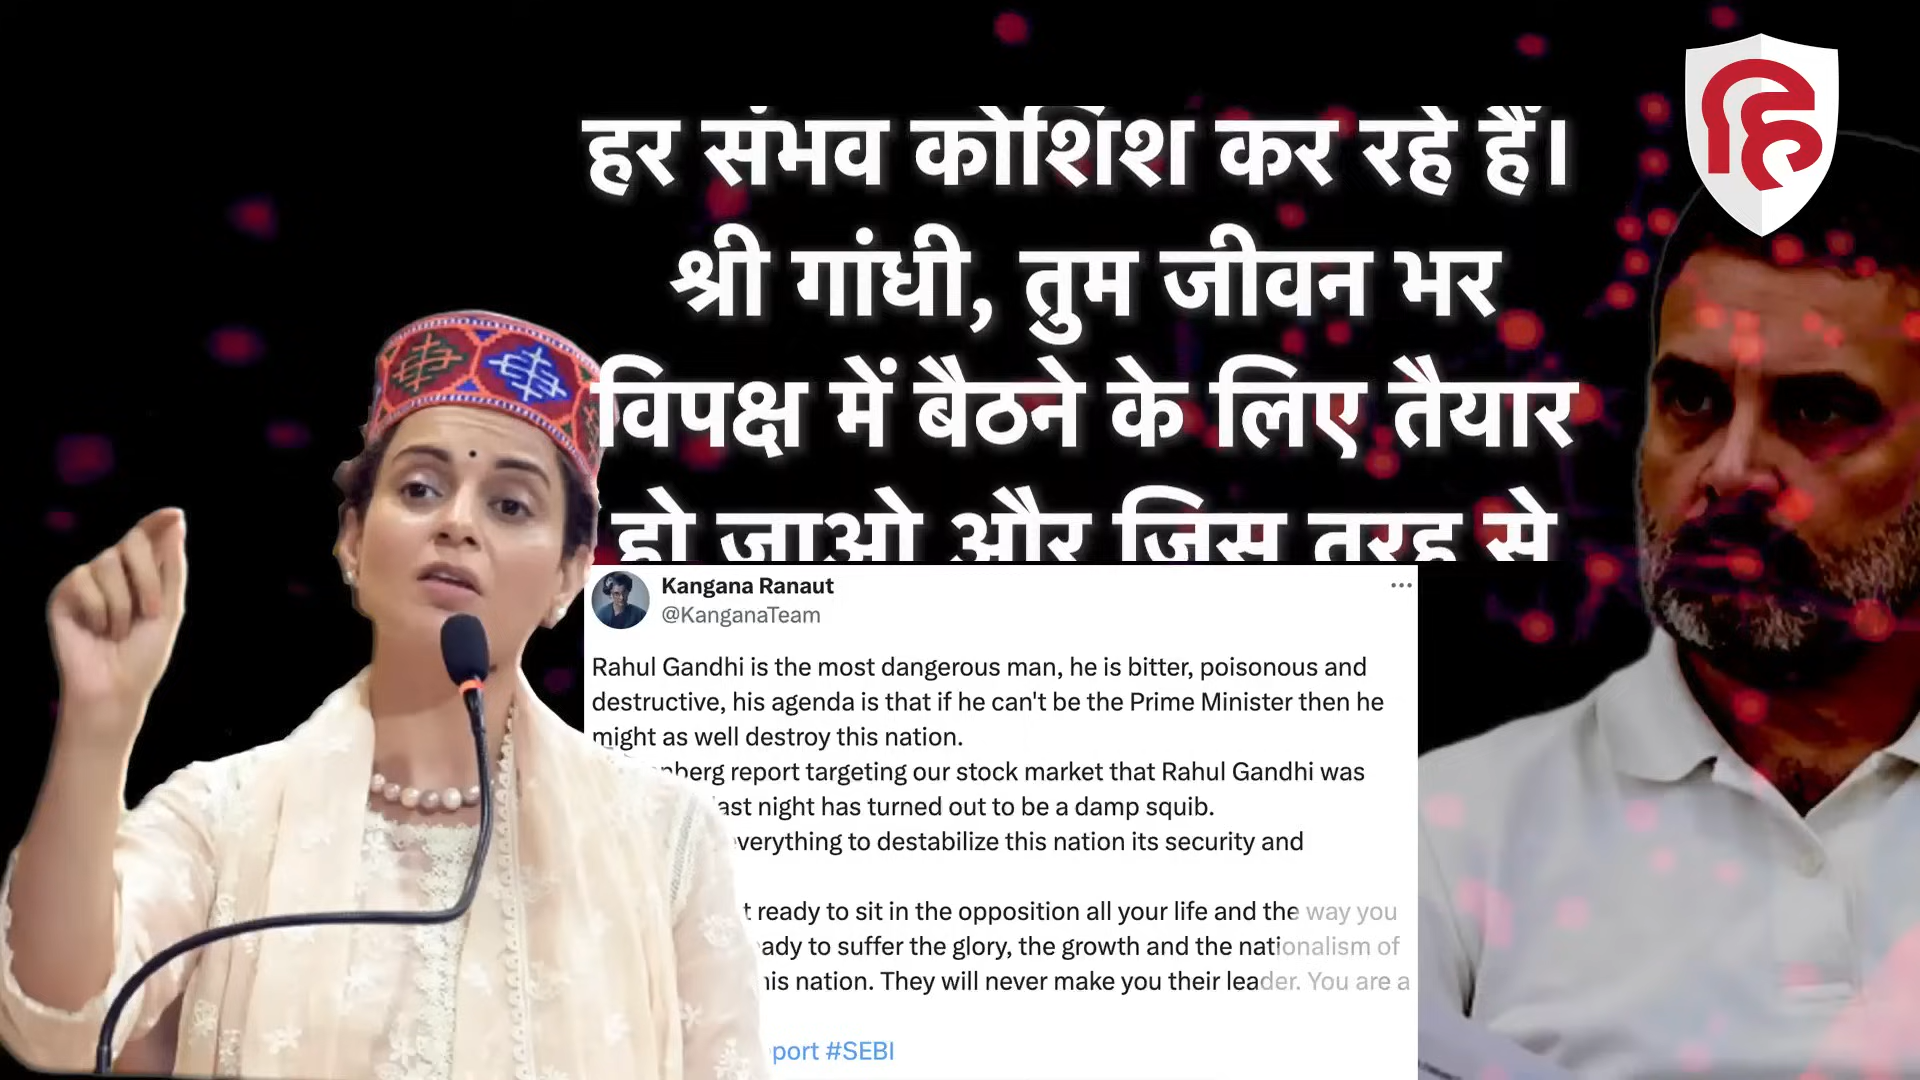 हि
हर संभव कोशिश कर रहे हैं।
श्री गांधी, तुम जीवन भर
विपक्ष में बैठने के लिए तैयार
हो जाओ और जिस तरह से
Kangana Ranaut
@KanganaTeam
Rahul Gandhi is the most dangerous man, he is bitter, poisonous and
destructive, his agenda is that if he can't be the Prime Minister then he
might as well destroy this nation.
report targeting our stock market that Rahul Gandhi was
last night has turned out to be a damp squib.
everything to destabilize this nation its security and
ready to sit in the opposition all your life and the way you
to suffer the glory, the growth and the nationalism of
nation. They will never make you their leader. You are a
#SEBI